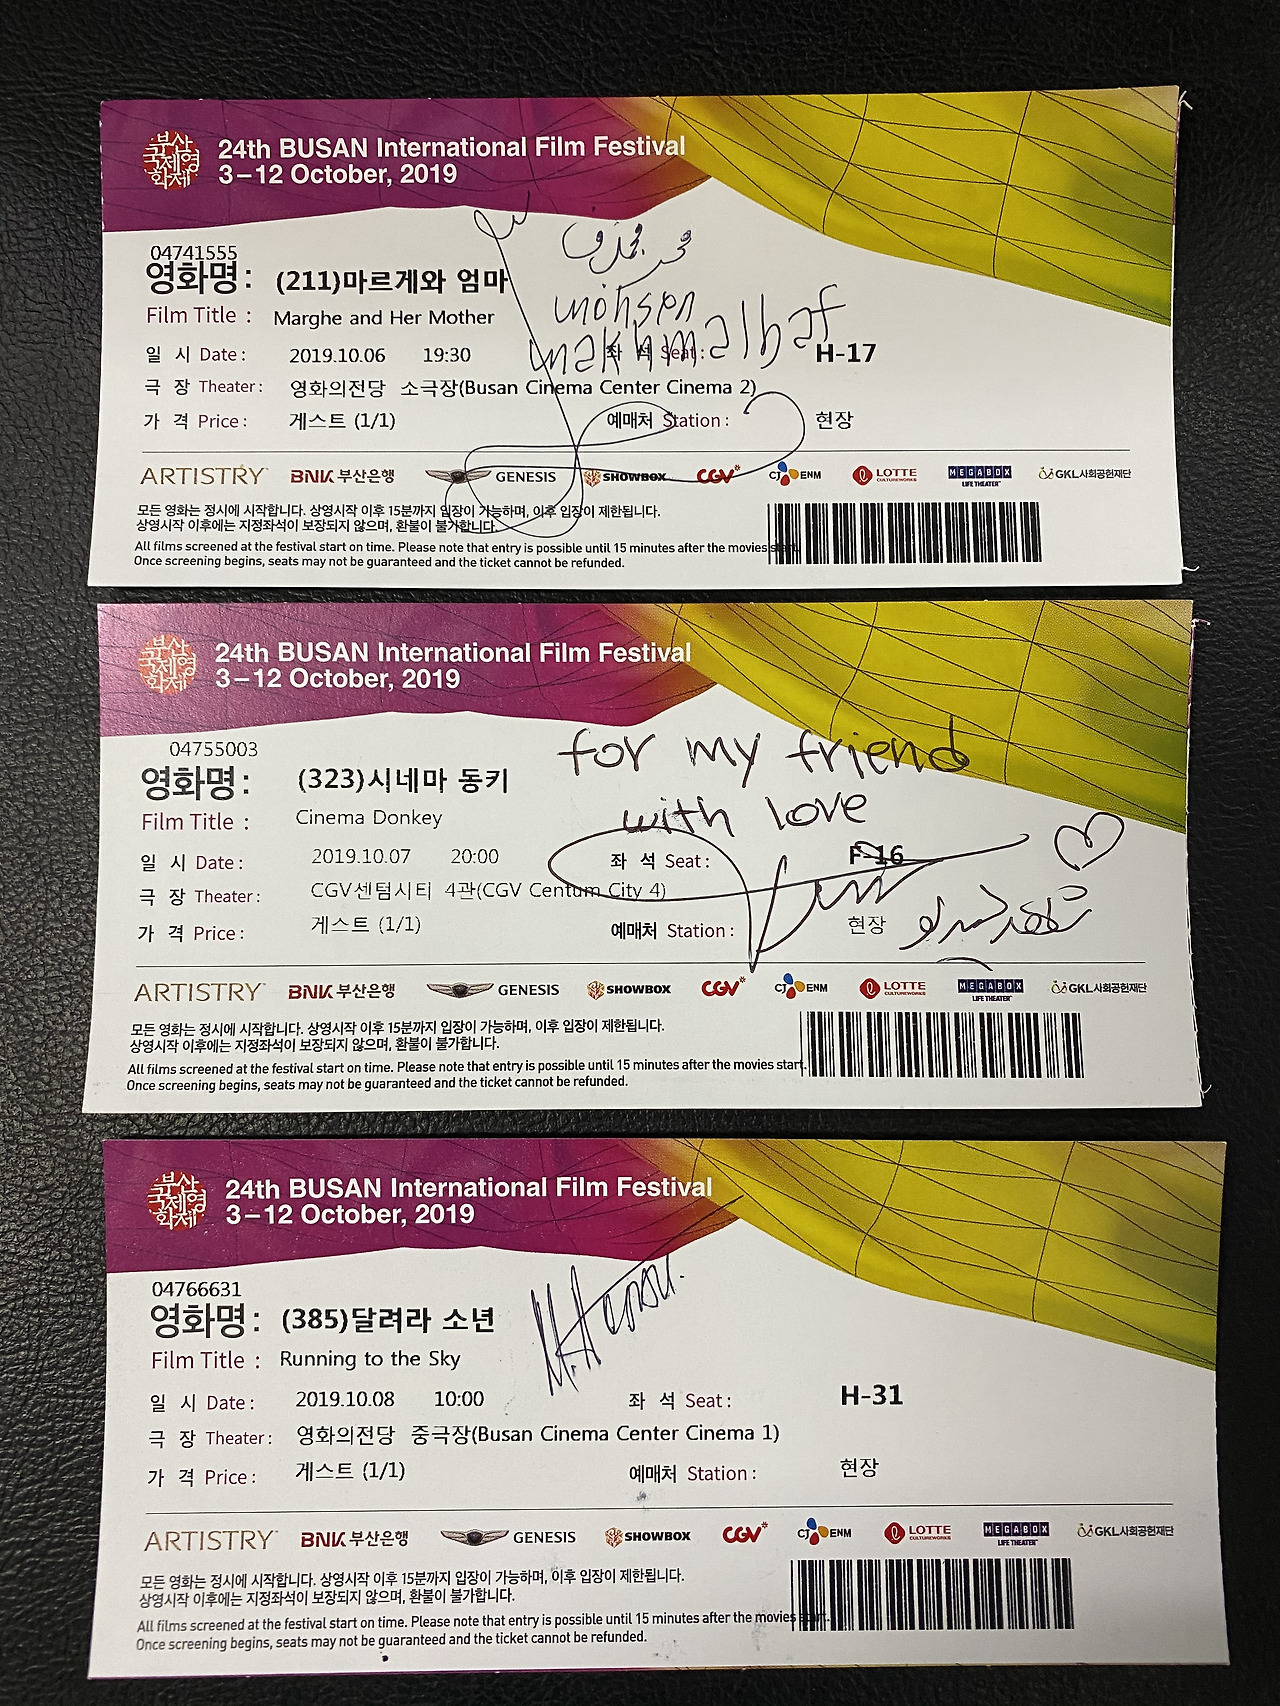 부산
국제영
화제
24th BUSAN International Film Festival
3–12 October, 2019
04741555
영화명: (211)마르게와 엄마
Film Title : Marghe and Her Mother
mohsen
makhmalbaf
일 시 Date: 2019.10.06 19:30 좌 석 Seat: H-17
극 장 Theater: 영화의전당 소극장(Busan Cinema Center Cinema 2)
가 격 Price: 게스트 (1/1) 예매처 Station: 현장
ARTISTRY BNK부산은행 GENESIS SHOWBOX CGV CJ ENM LOTTE CULTUREWORKS MEGABOX LIFE THEATER GKL사회공헌재단
모든 영화는 정시에 시작합니다. 상영시작 이후 15분까지 입장이 가능하며, 이후 입장이 제한됩니다.
상영시작 이후에는 지정좌석이 보장되지 않으며, 환불이 불가합니다.
All films screened at the festival start on time. Please note that entry is possible until 15 minutes after the movies start.
Once screening begins, seats may not be guaranteed and the ticket cannot be refunded.
부산
국제영
화제
24th BUSAN International Film Festival
3–12 October, 2019
04755003
for my friend
영화명: (323)시네마 동키
with love
Film Title : Cinema Donkey
일 시 Date: 2019.10.07 20:00 좌 석 Seat: F-16
극 장 Theater: CGV센텀시티 4관(CGV Centum City 4)
가 격 Price: 게스트 (1/1) 예매처 Station: 현장
ARTISTRY BNK부산은행 GENESIS SHOWBOX CGV CJ ENM LOTTE CULTUREWORKS MEGABOX LIFE THEATER GKL사회공헌재단
모든 영화는 정시에 시작합니다. 상영시작 이후 15분까지 입장이 가능하며, 이후 입장이 제한됩니다.
상영시작 이후에는 지정좌석이 보장되지 않으며, 환불이 불가합니다.
All films screened at the festival start on time. Please note that entry is possible until 15 minutes after the movies start.
Once screening begins, seats may not be guaranteed and the ticket cannot be refunded.
부산
국제영
화제
24th BUSAN International Film Festival
3–12 October, 2019
04766631
영화명: (385)달려라 소년
Film Title : Running to the Sky
일 시 Date: 2019.10.08 10:00 좌 석 Seat: H-31
극 장 Theater: 영화의전당 중극장(Busan Cinema Center Cinema 1)
가 격 Price: 게스트 (1/1) 예매처 Station: 현장
ARTISTRY BNK부산은행 GENESIS SHOWBOX CGV CJ ENM LOTTE CULTUREWORKS MEGABOX LIFE THEATER GKL사회공헌재단
모든 영화는 정시에 시작합니다. 상영시작 이후 15분까지 입장이 가능하며, 이후 입장이 제한됩니다.
상영시작 이후에는 지정좌석이 보장되지 않으며, 환불이 불가합니다.
All films screened at the festival start on time. Please note that entry is possible until 15 minutes after the movies
Once screening begins, seats may not be guaranteed and the ticket cannot be refunded.